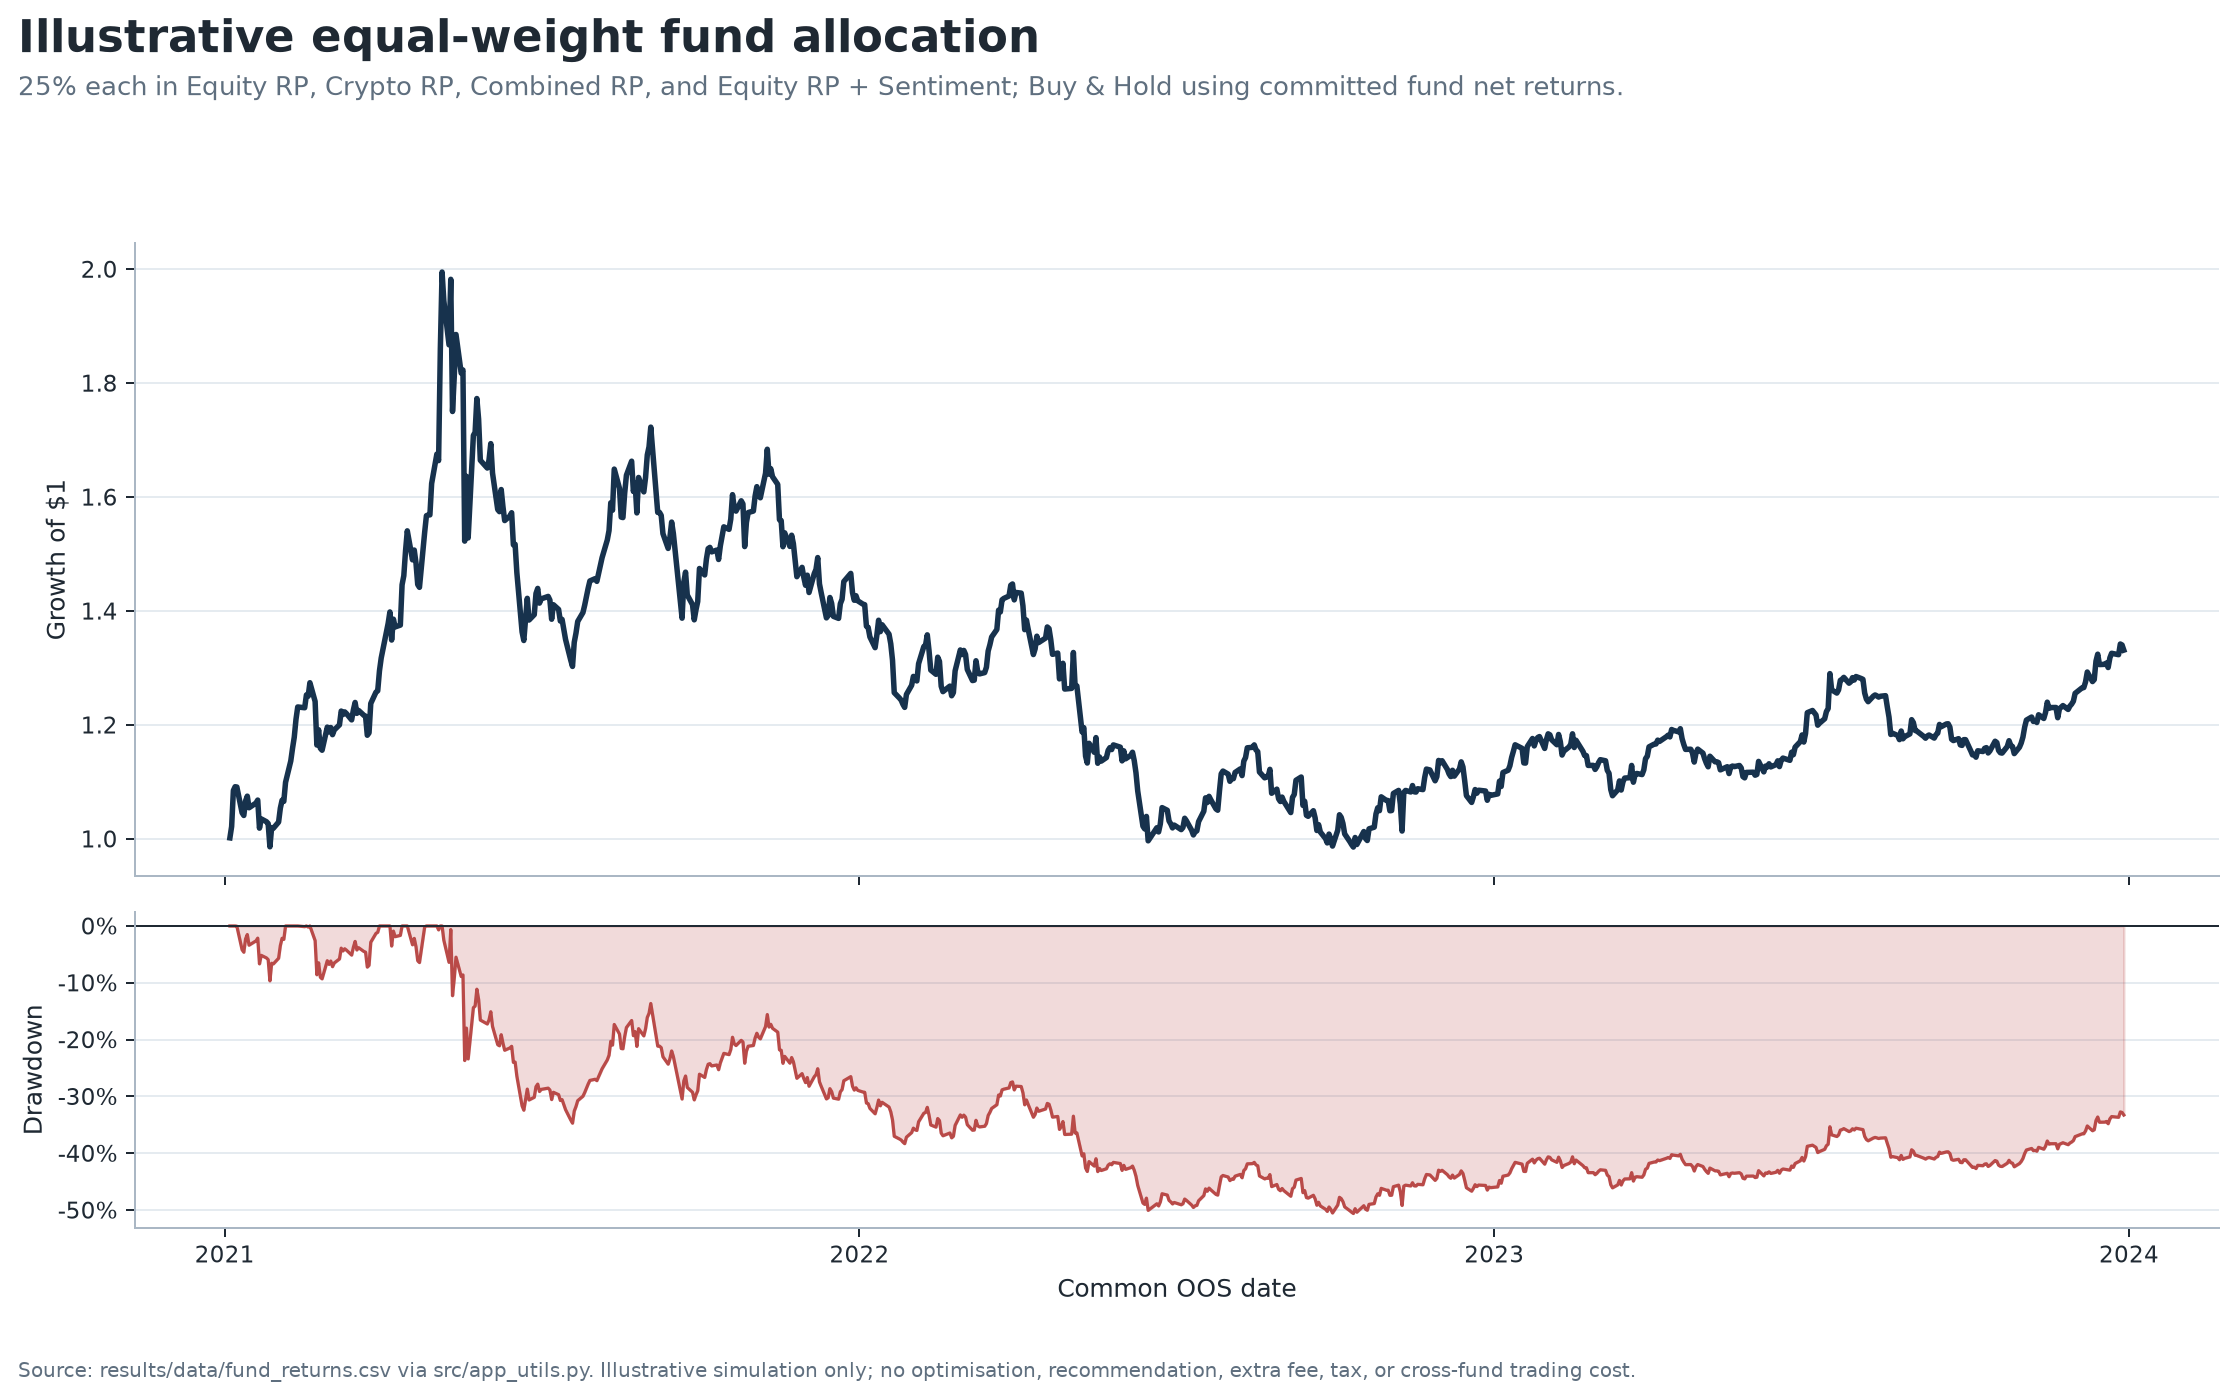 Illustrative equal-weight fund allocation
25% each in Equity RP, Crypto RP, Combined RP, and Equity RP + Sentiment; Buy & Hold using committed fund net returns.
Growth of $1
2.0
1.8
1.6
1.4
1.2
1.0
Drawdown
0%
-10%
-20%
-30%
-40%
-50%
2021
2022
2023
2024
Common OOS date
Source: results/data/fund_returns.csv via src/app_utils.py. Illustrative simulation only; no optimisation, recommendation, extra fee, tax, or cross-fund trading cost.